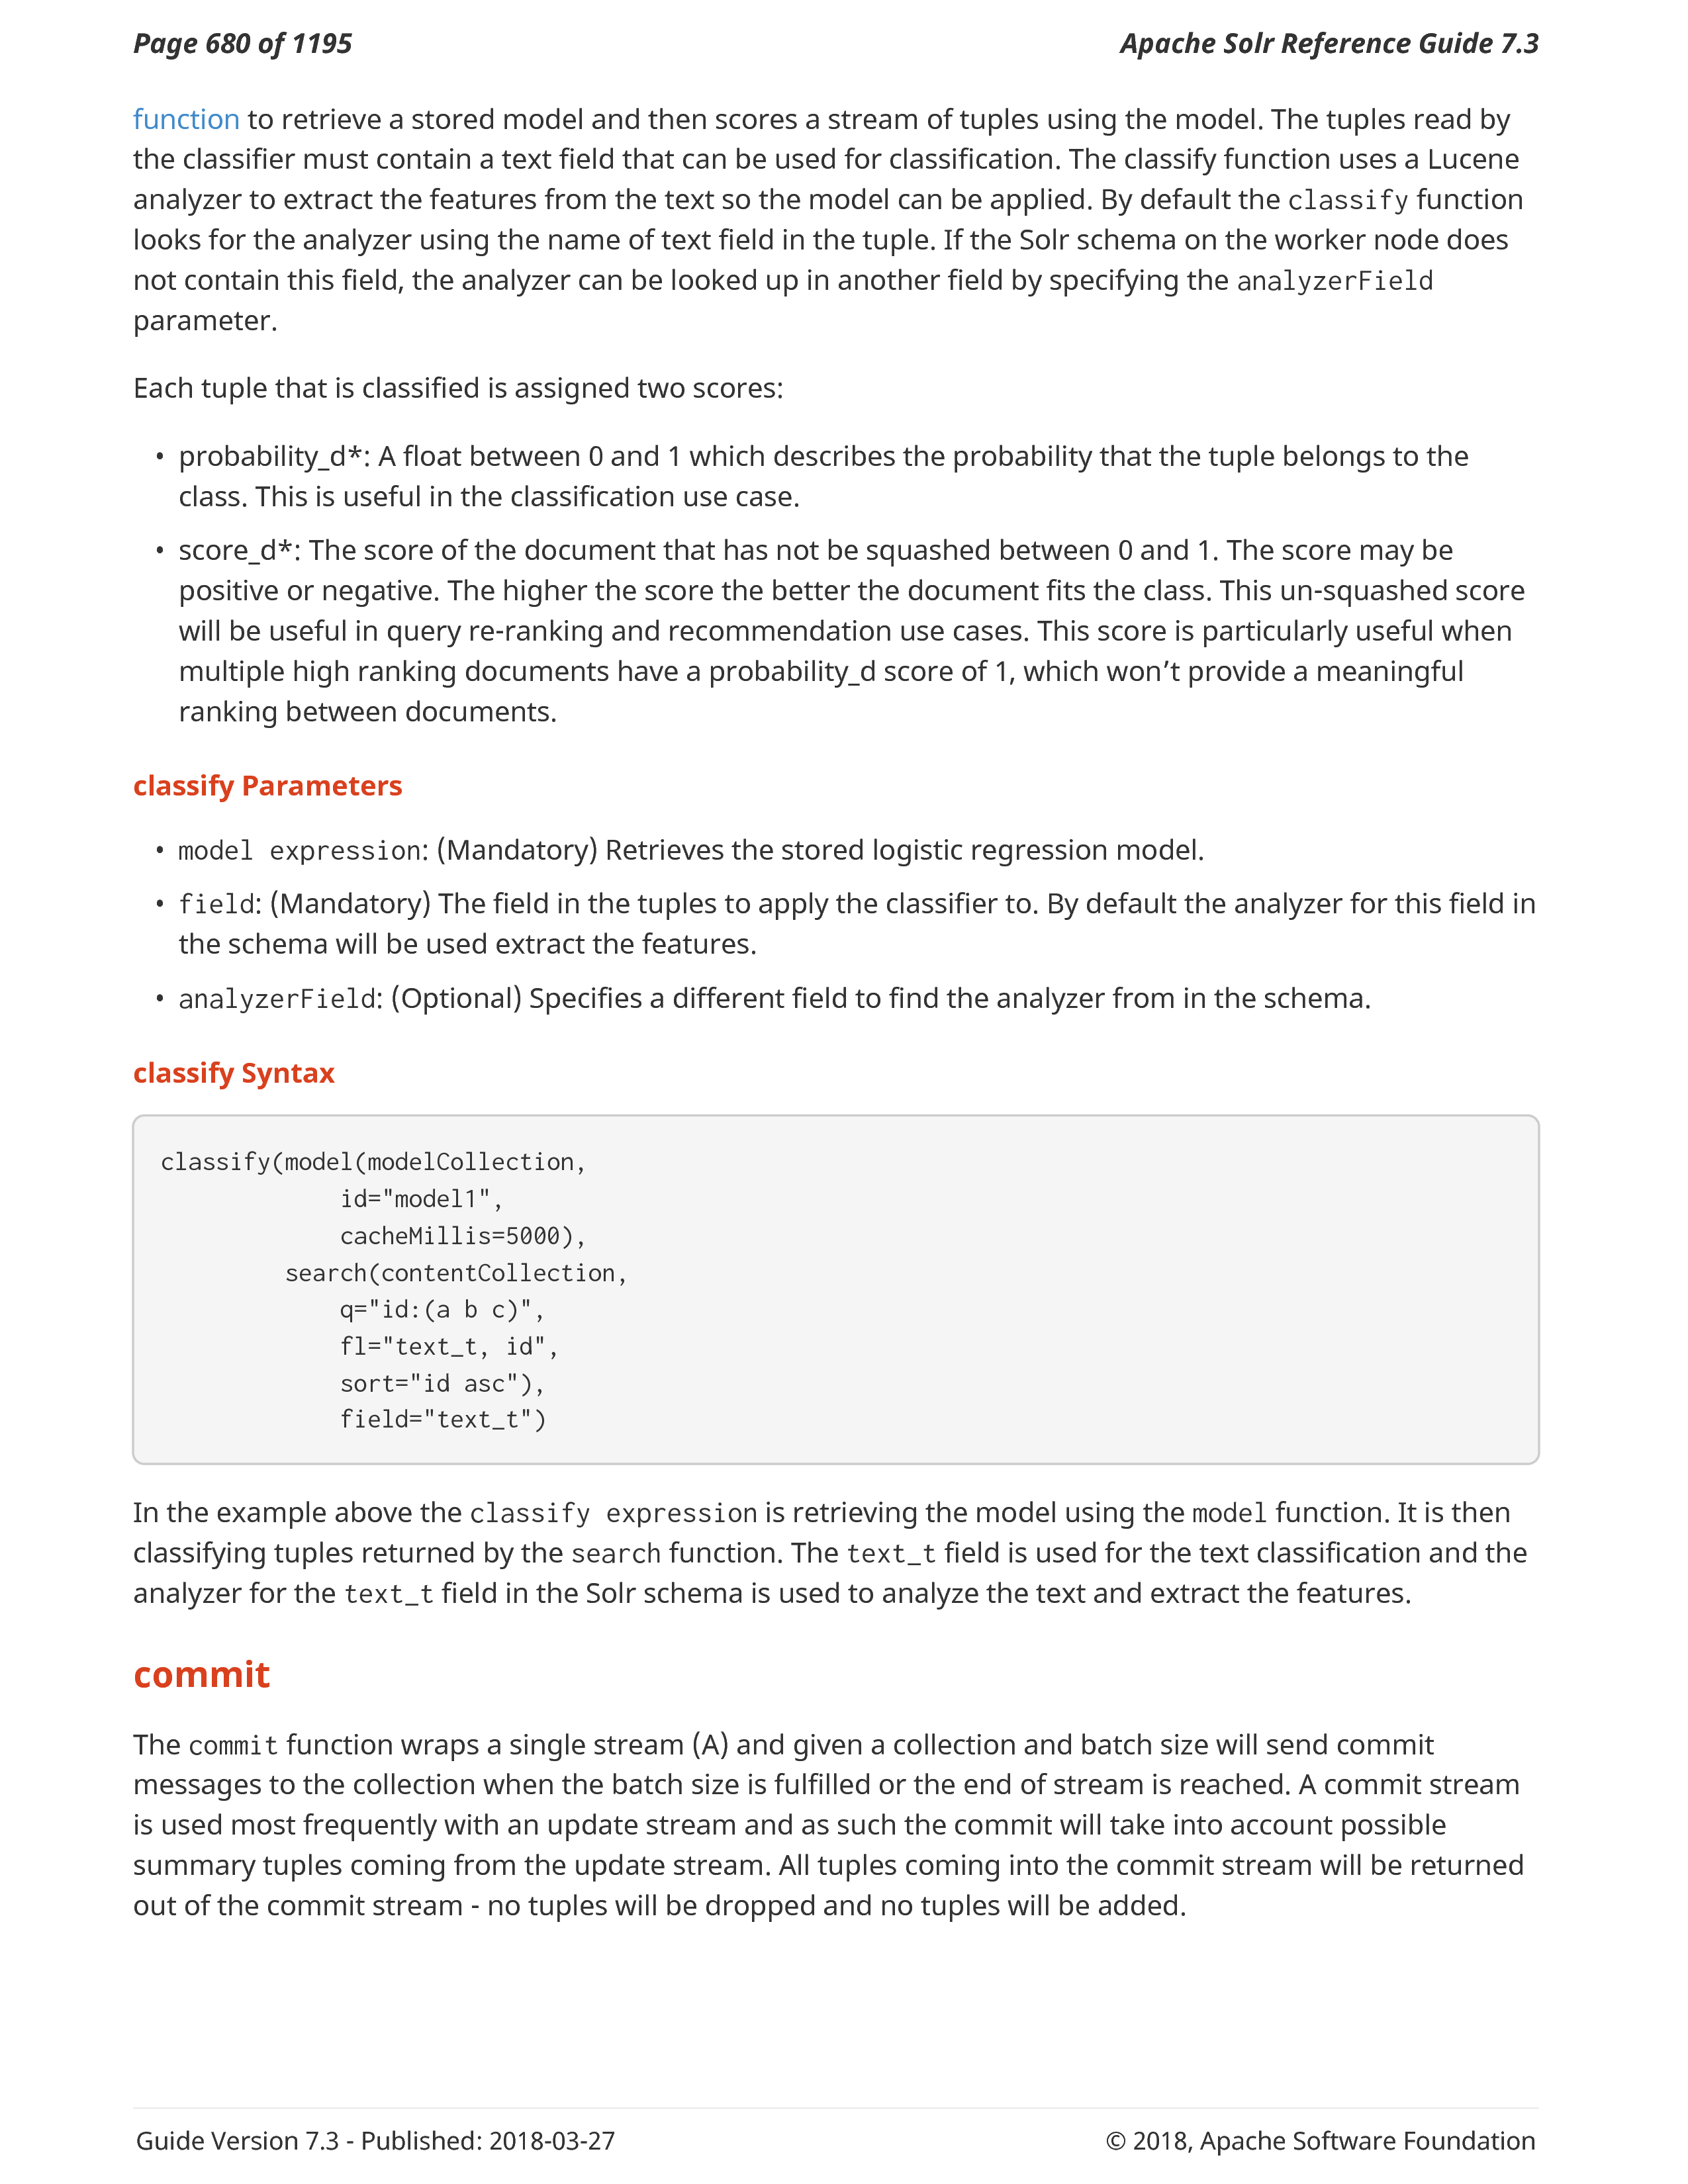 Page 680 of 1195
Apache Solr Reference Guide 7.3
function to retrieve a stored model and then scores a stream of tuples using the model. The tuples read by
the classifier must contain a text field that can be used for classification. The classify function uses a Lucene
analyzer to extract the features from the text so the model can be applied. By default the classify function
looks for the analyzer using the name of text field in the tuple. If the Solr schema on the worker node does
not contain this field, the analyzer can be looked up in another field by specifying the analyzerField
parameter.
Each tuple that is classified is assigned two scores:
• probability_d*: A float between 0 and 1 which describes the probability that the tuple belongs to the
class. This is useful in the classification use case.
• score_d*: The score of the document that has not be squashed between 0 and 1. The score may be
positive or negative. The higher the score the better the document fits the class. This un-squashed score
will be useful in query re-ranking and recommendation use cases. This score is particularly useful when
multiple high ranking documents have a probability_d score of 1, which won’t provide a meaningful
ranking between documents.
classify Parameters
• model expression: (Mandatory) Retrieves the stored logistic regression model.
• field: (Mandatory) The field in the tuples to apply the classifier to. By default the analyzer for this field in
the schema will be used extract the features.
• analyzerField: (Optional) Specifies a different field to find the analyzer from in the schema.
classify Syntax
classify(model(modelCollection,
id="model1",
cacheMillis=5000),
search(contentCollection,
q="id:(a b c)",
fl="text_t, id",
sort="id asc"),
field="text_t")
In the example above the classify expression is retrieving the model using the model function. It is then
classifying tuples returned by the search function. The text_t field is used for the text classification and the
analyzer for the text_t field in the Solr schema is used to analyze the text and extract the features.
commit
The commit function wraps a single stream (A) and given a collection and batch size will send commit
messages to the collection when the batch size is fulfilled or the end of stream is reached. A commit stream
is used most frequently with an update stream and as such the commit will take into account possible
summary tuples coming from the update stream. All tuples coming into the commit stream will be returned
out of the commit stream - no tuples will be dropped and no tuples will be added.
Guide Version 7.3 - Published: 2018-03-27
© 2018, Apache Software Foundation